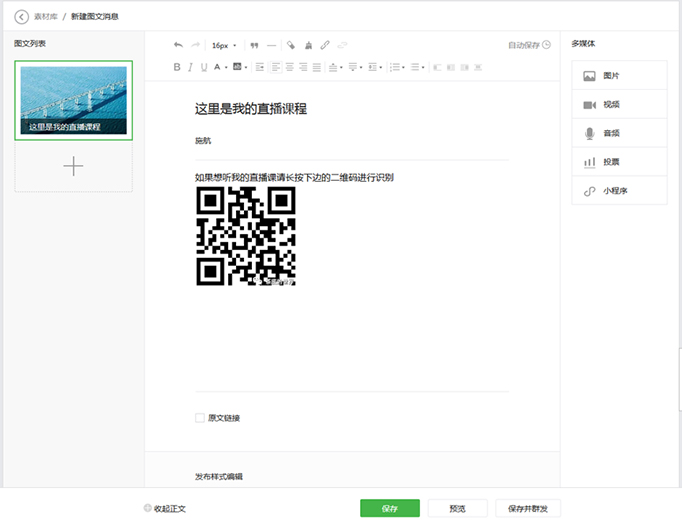 素材库 / 新建图文消息
图文列表
这里是我的直播课程
16px
自动保存
B I U A
这里是我的直播课程
施航
如果想听我的直播课请长按下边的二维码进行识别
原文链接
发布样式编辑
多媒体
图片
视频
音频
投票
小程序
收起正文
保存
预览
保存并群发